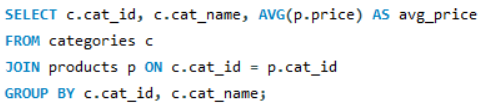 SELECT c.cat_id, c.cat_name, AVG(p.price) AS avg_price
FROM categories c
JOIN products p ON c.cat_id = p.cat_id
GROUP BY c.cat_id, c.cat_name;